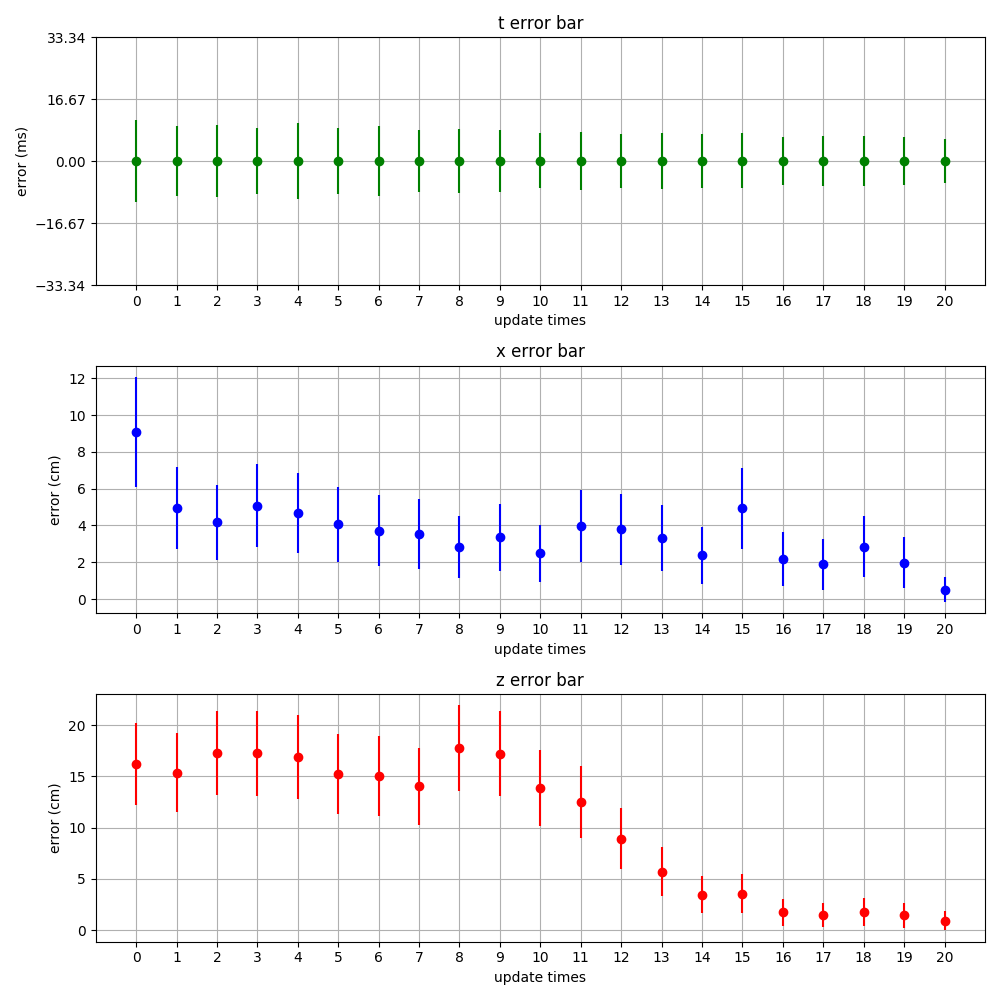 t error bar
33.34
16.67
0.00
−16.67
−33.34
error (ms)
0 1 2 3 4 5 6 7 8 9 10 11 12 13 14 15 16 17 18 19 20
update times
x error bar
12
10
8
6
4
2
0
error (cm)
0 1 2 3 4 5 6 7 8 9 10 11 12 13 14 15 16 17 18 19 20
update times
z error bar
20
15
10
5
0
error (cm)
0 1 2 3 4 5 6 7 8 9 10 11 12 13 14 15 16 17 18 19 20
update times